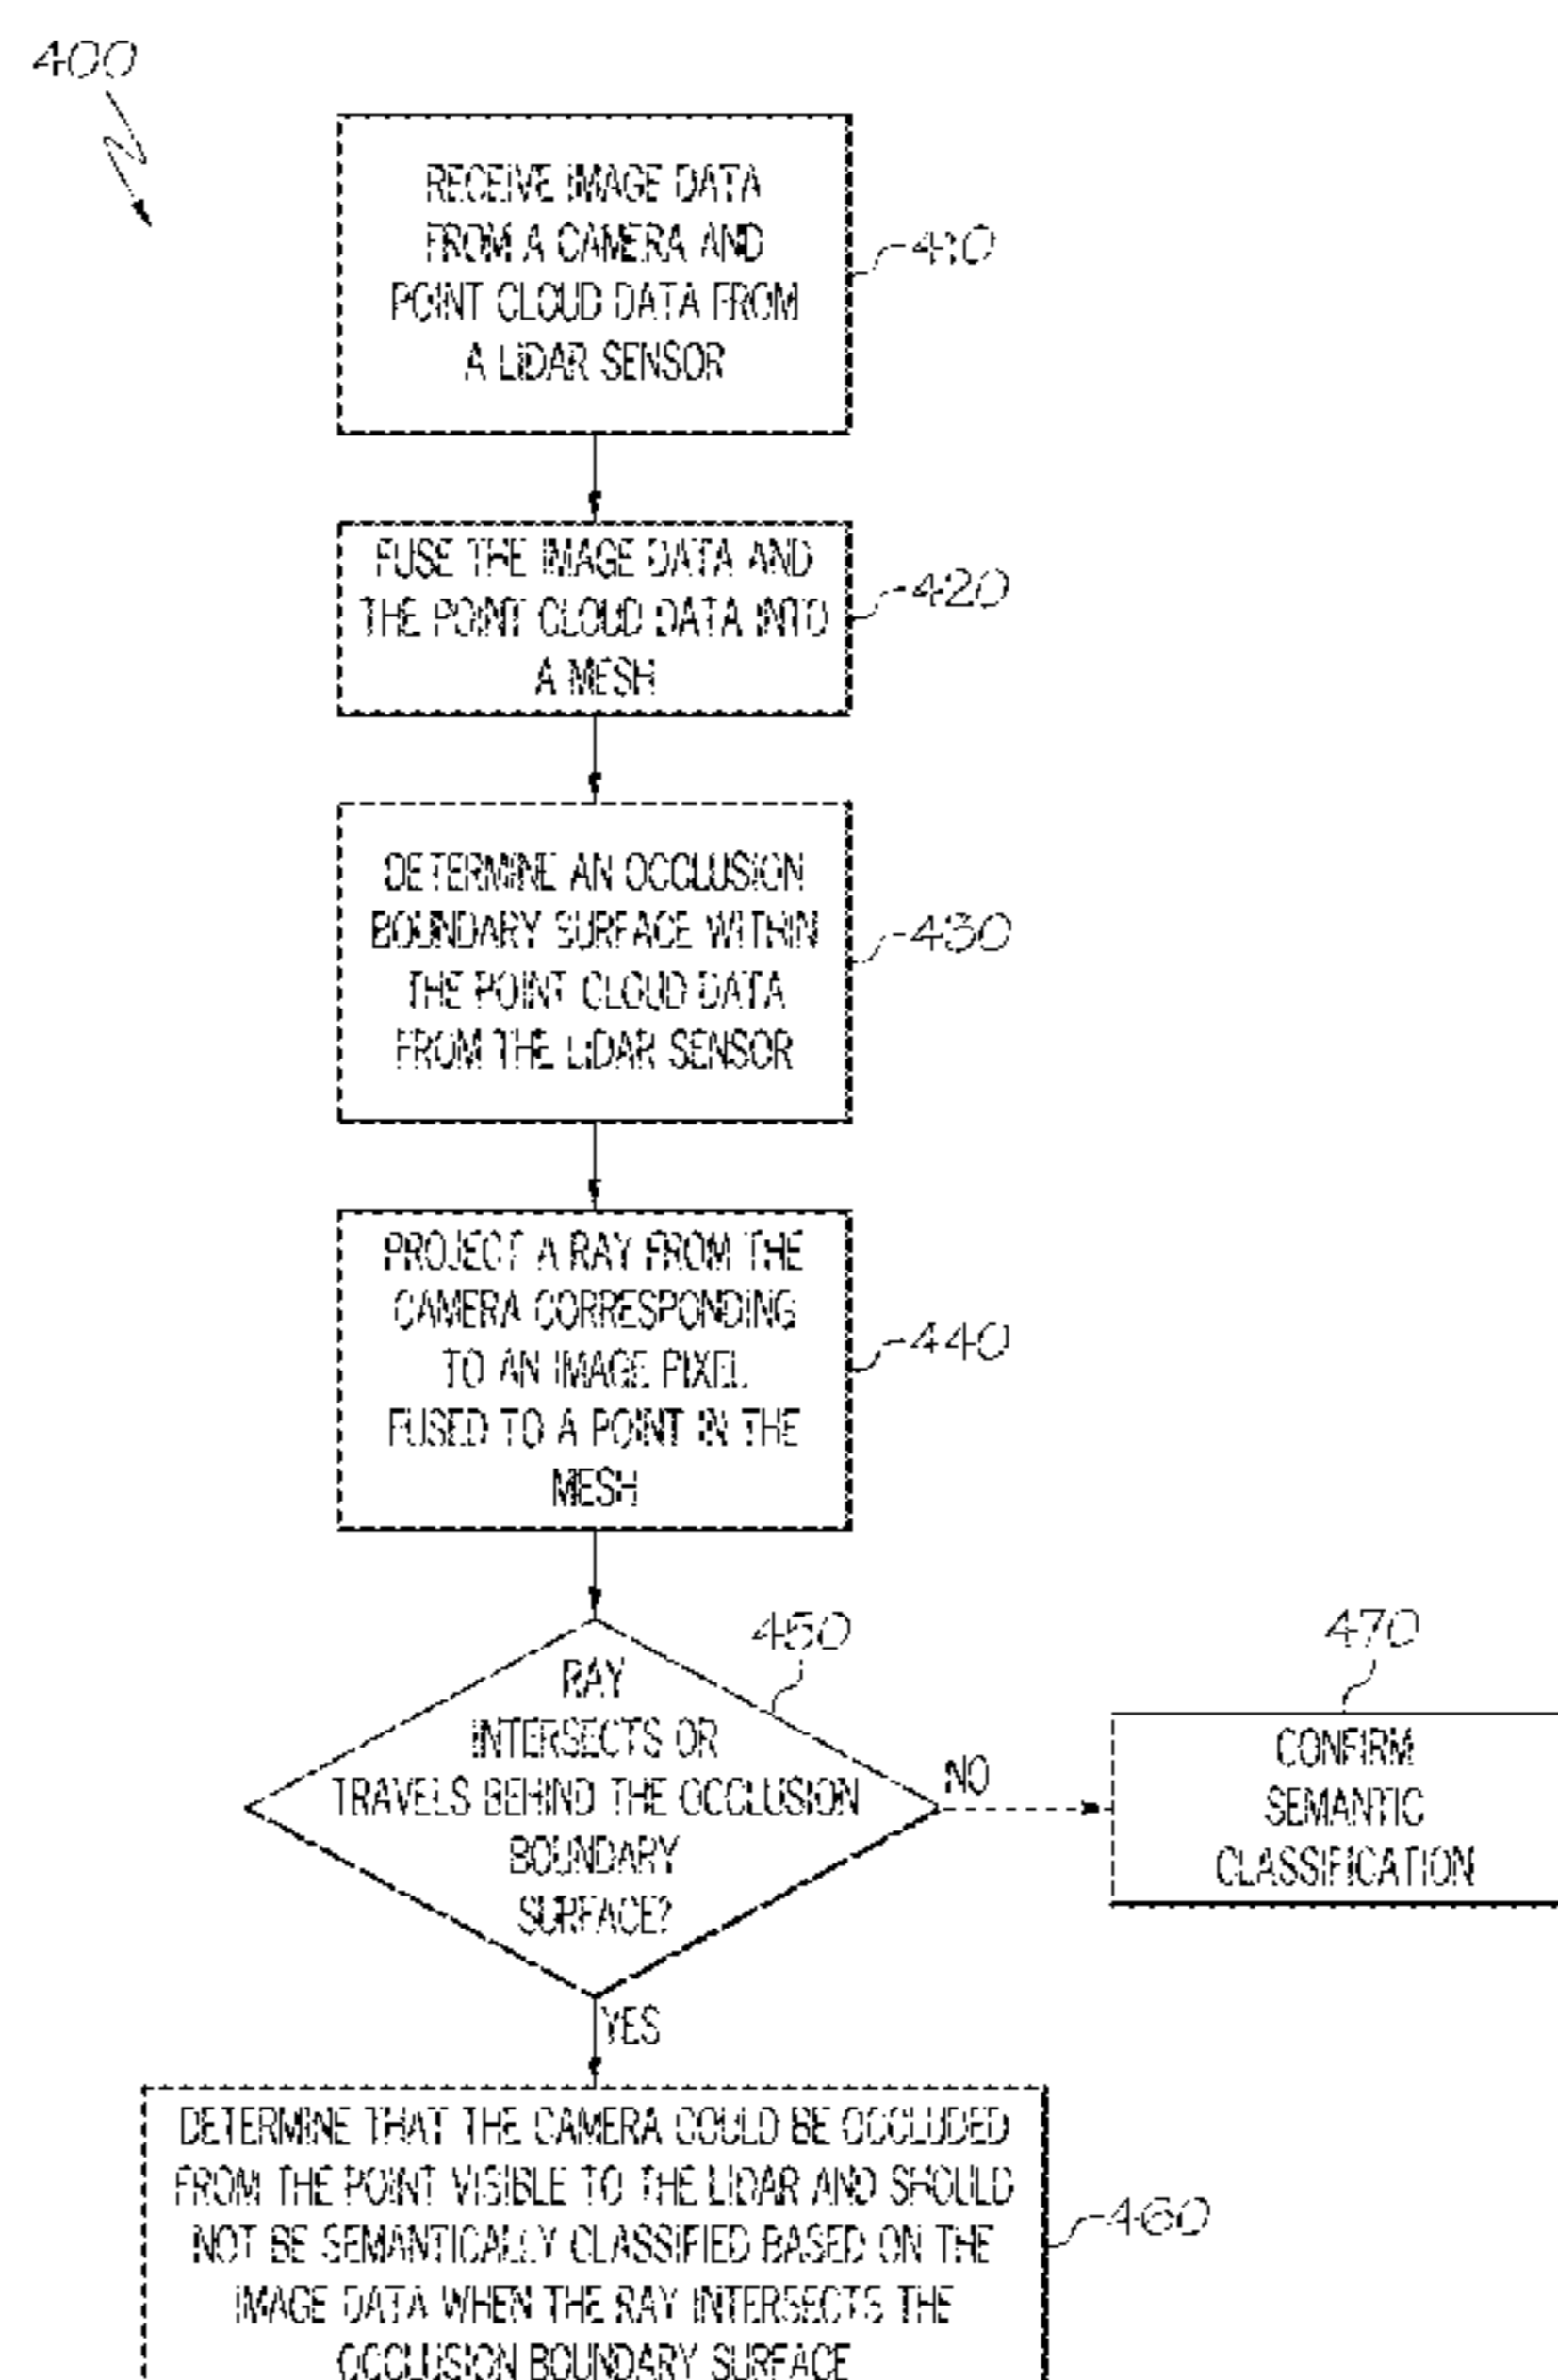 400
RECEIVE IMAGE DATA
FROM A CAMERA AND
POINT CLOUD DATA FROM
A LiDAR SENSOR
410
FUSE THE IMAGE DATA AND
THE POINT CLOUD DATA INTO
A MESH
420
DETERMINE AN OCCLUSION
BOUNDARY SURFACE WITHIN
THE POINT CLOUD DATA
FROM THE LiDAR SENSOR
430
PROJECT A RAY FROM THE
CAMERA CORRESPONDING
TO AN IMAGE PIXEL
FUSED TO A POINT IN THE
MESH
440
450
RAY
INTERSECTS OR
TRAVELS BEHIND THE OCCLUSION
BOUNDARY
SURFACE?
NO
470
CONFIRM
SEMANTIC
CLASSIFICATION
YES
DETERMINE THAT THE CAMERA COULD BE OCCLUDED
FROM THE POINT VISIBLE TO THE LiDAR AND SHOULD
NOT BE SEMANTICALLY CLASSIFIED BASED ON THE
IMAGE DATA WHEN THE RAY INTERSECTS THE
OCCLUSION BOUNDARY SURFACE
460